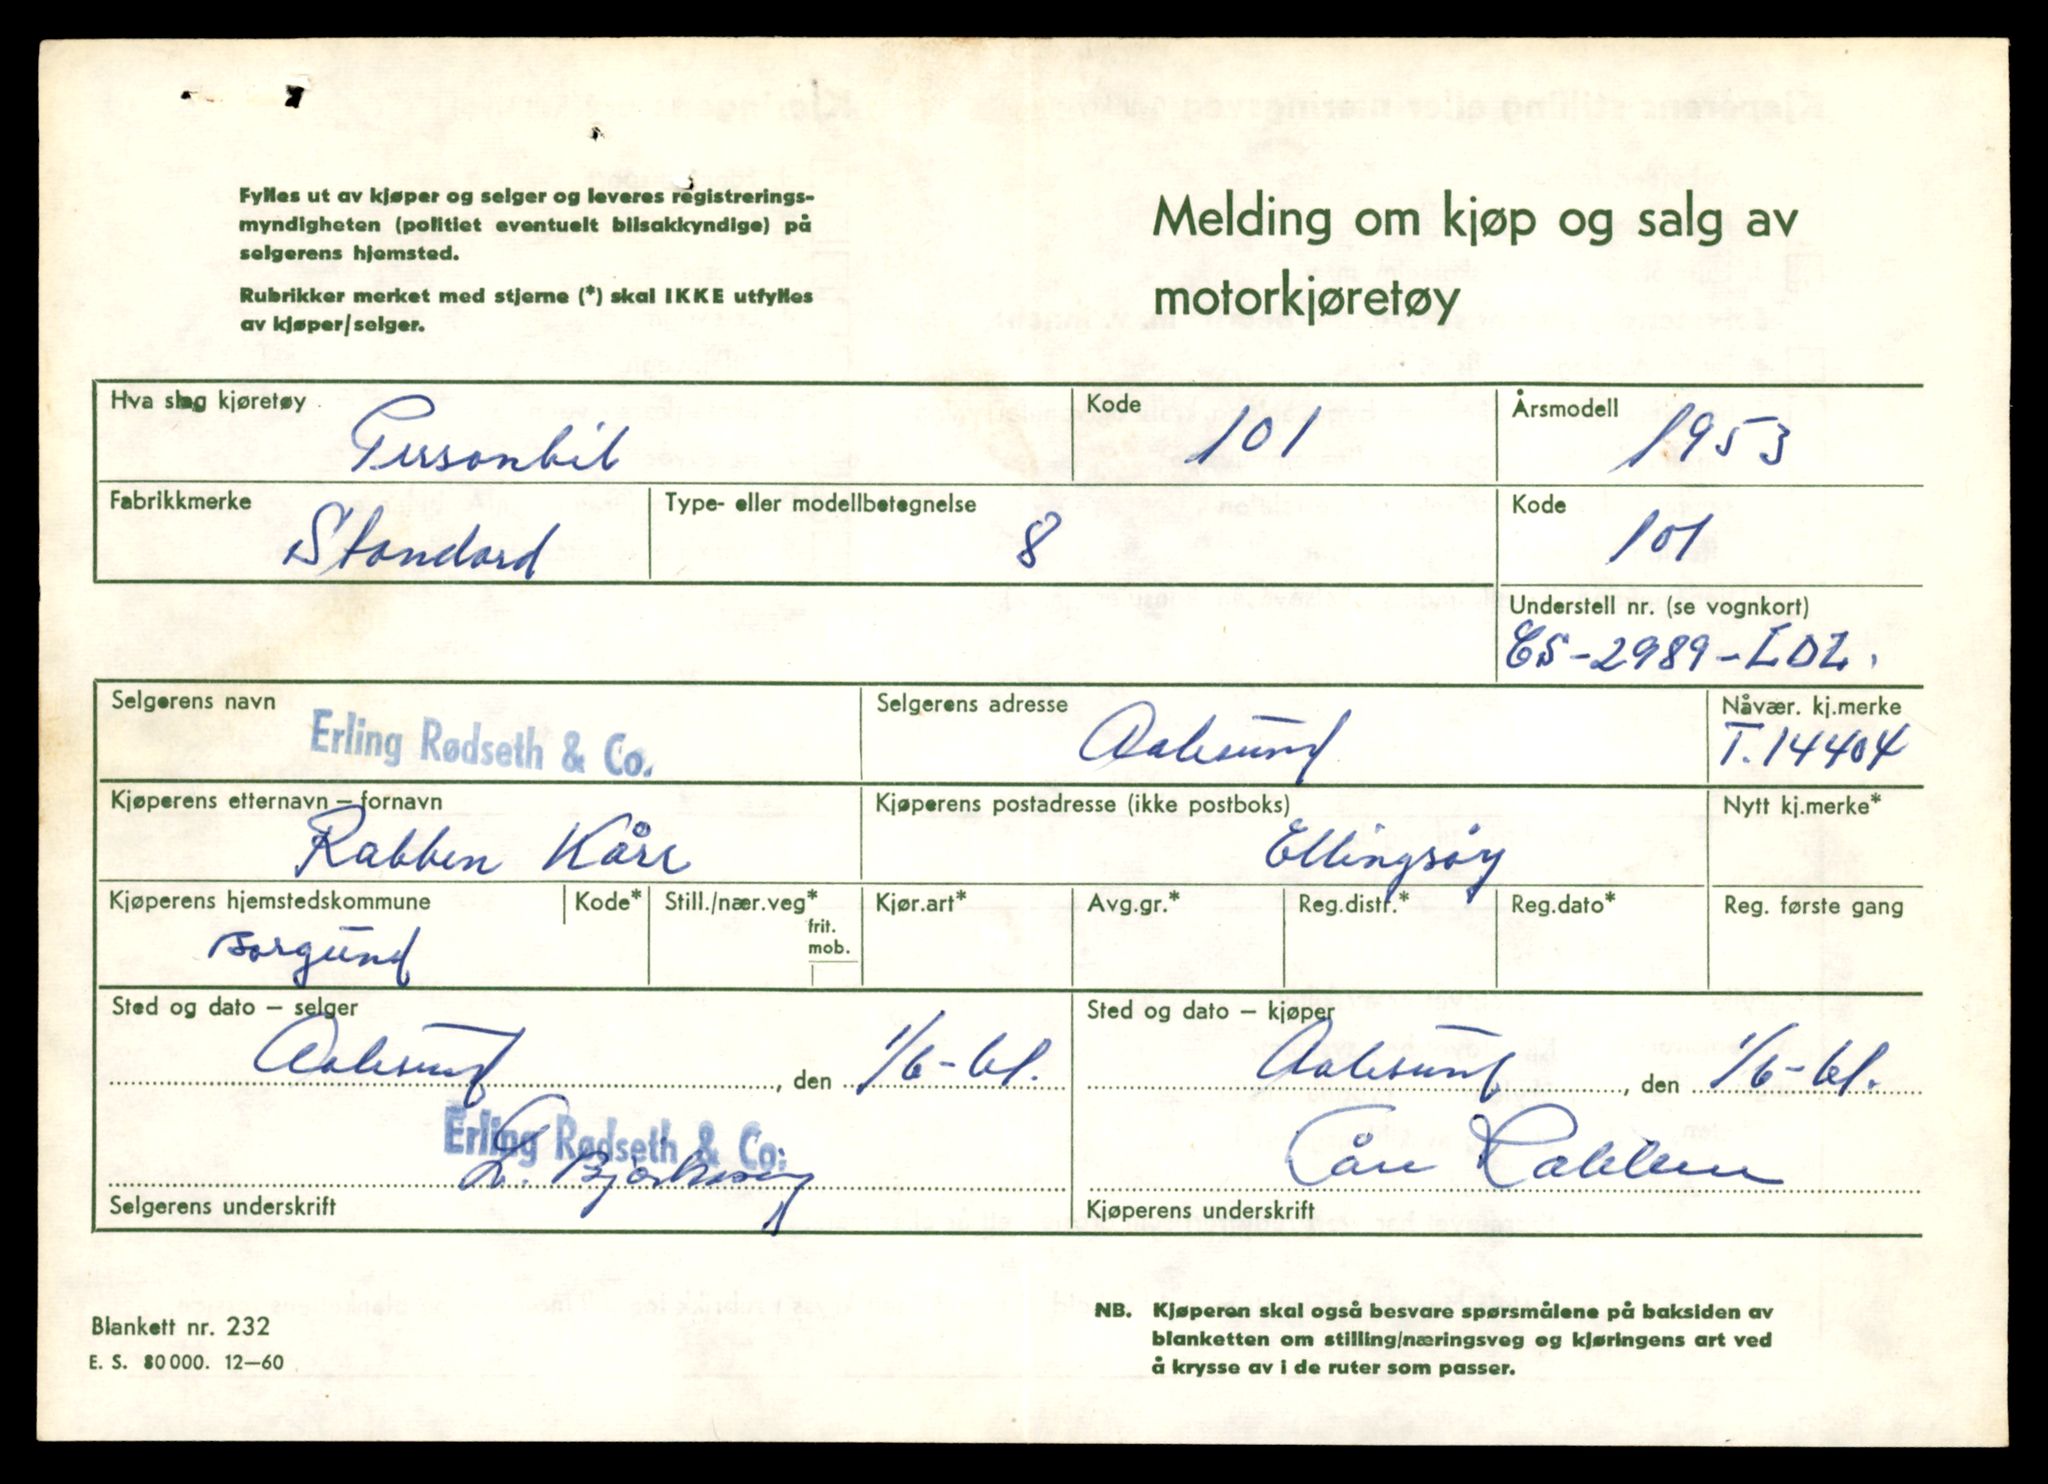 Fylles ut av kjøper og selger og leveres registrerings-
myndigheten (politiet eventuelt bilsakkyndige) på
selgerens hjemsted.
Rubrikker merket med stjerne (*) skal IKKE utfylles
av kjøper/selger.
Melding om kjøp og salg av
motorkjøretøy
Hva slag kjøretøy
Personbil
Kode
101
Årsmodell
1953
Fabrikkmerke
Standard
Type- eller modellbetegnelse
8
Kode
101
Understell nr. (se vognkort)
ES-2989-LDL.
Selgerens navn
Erling Rødseth & Co.
Selgerens adresse
Aalesund
Nåvær. kj.merke
T.14404
Kjøperens etternavn – fornavn
Rabben Kåre
Kjøperens postadresse (ikke postboks)
Ellingsøy
Nytt kj.merke*
Kjøperens hjemstedskommune
Borgund
Kode*
Still./nær.veg*
frit.
mob.
Kjør.art*
Avg.gr.*
Reg.distr.*
Reg.dato*
Reg. første gang
Sted og dato – selger
Aalesund, den 1/6-61.
Erling Rødseth & Co.
Selgerens underskrift
Sted og dato – kjøper
Aalesund, den 1/6-61.
Kåre Rabben
Kjøperens underskrift
Blankett nr. 232
E. S. 80000. 12–60
NB. Kjøperen skal også besvare spørsmålene på baksiden av
blanketten om stilling/næringsveg og kjøringens art ved
å krysse av i de ruter som passer.